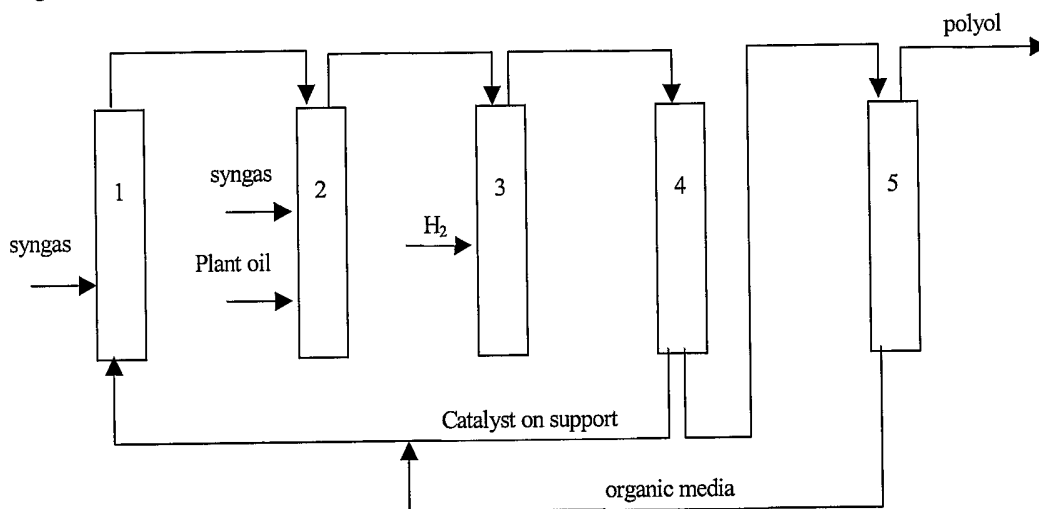 polyol
1
2
3
4
5
syngas
syngas
H₂
Plant oil
Catalyst on support
organic media